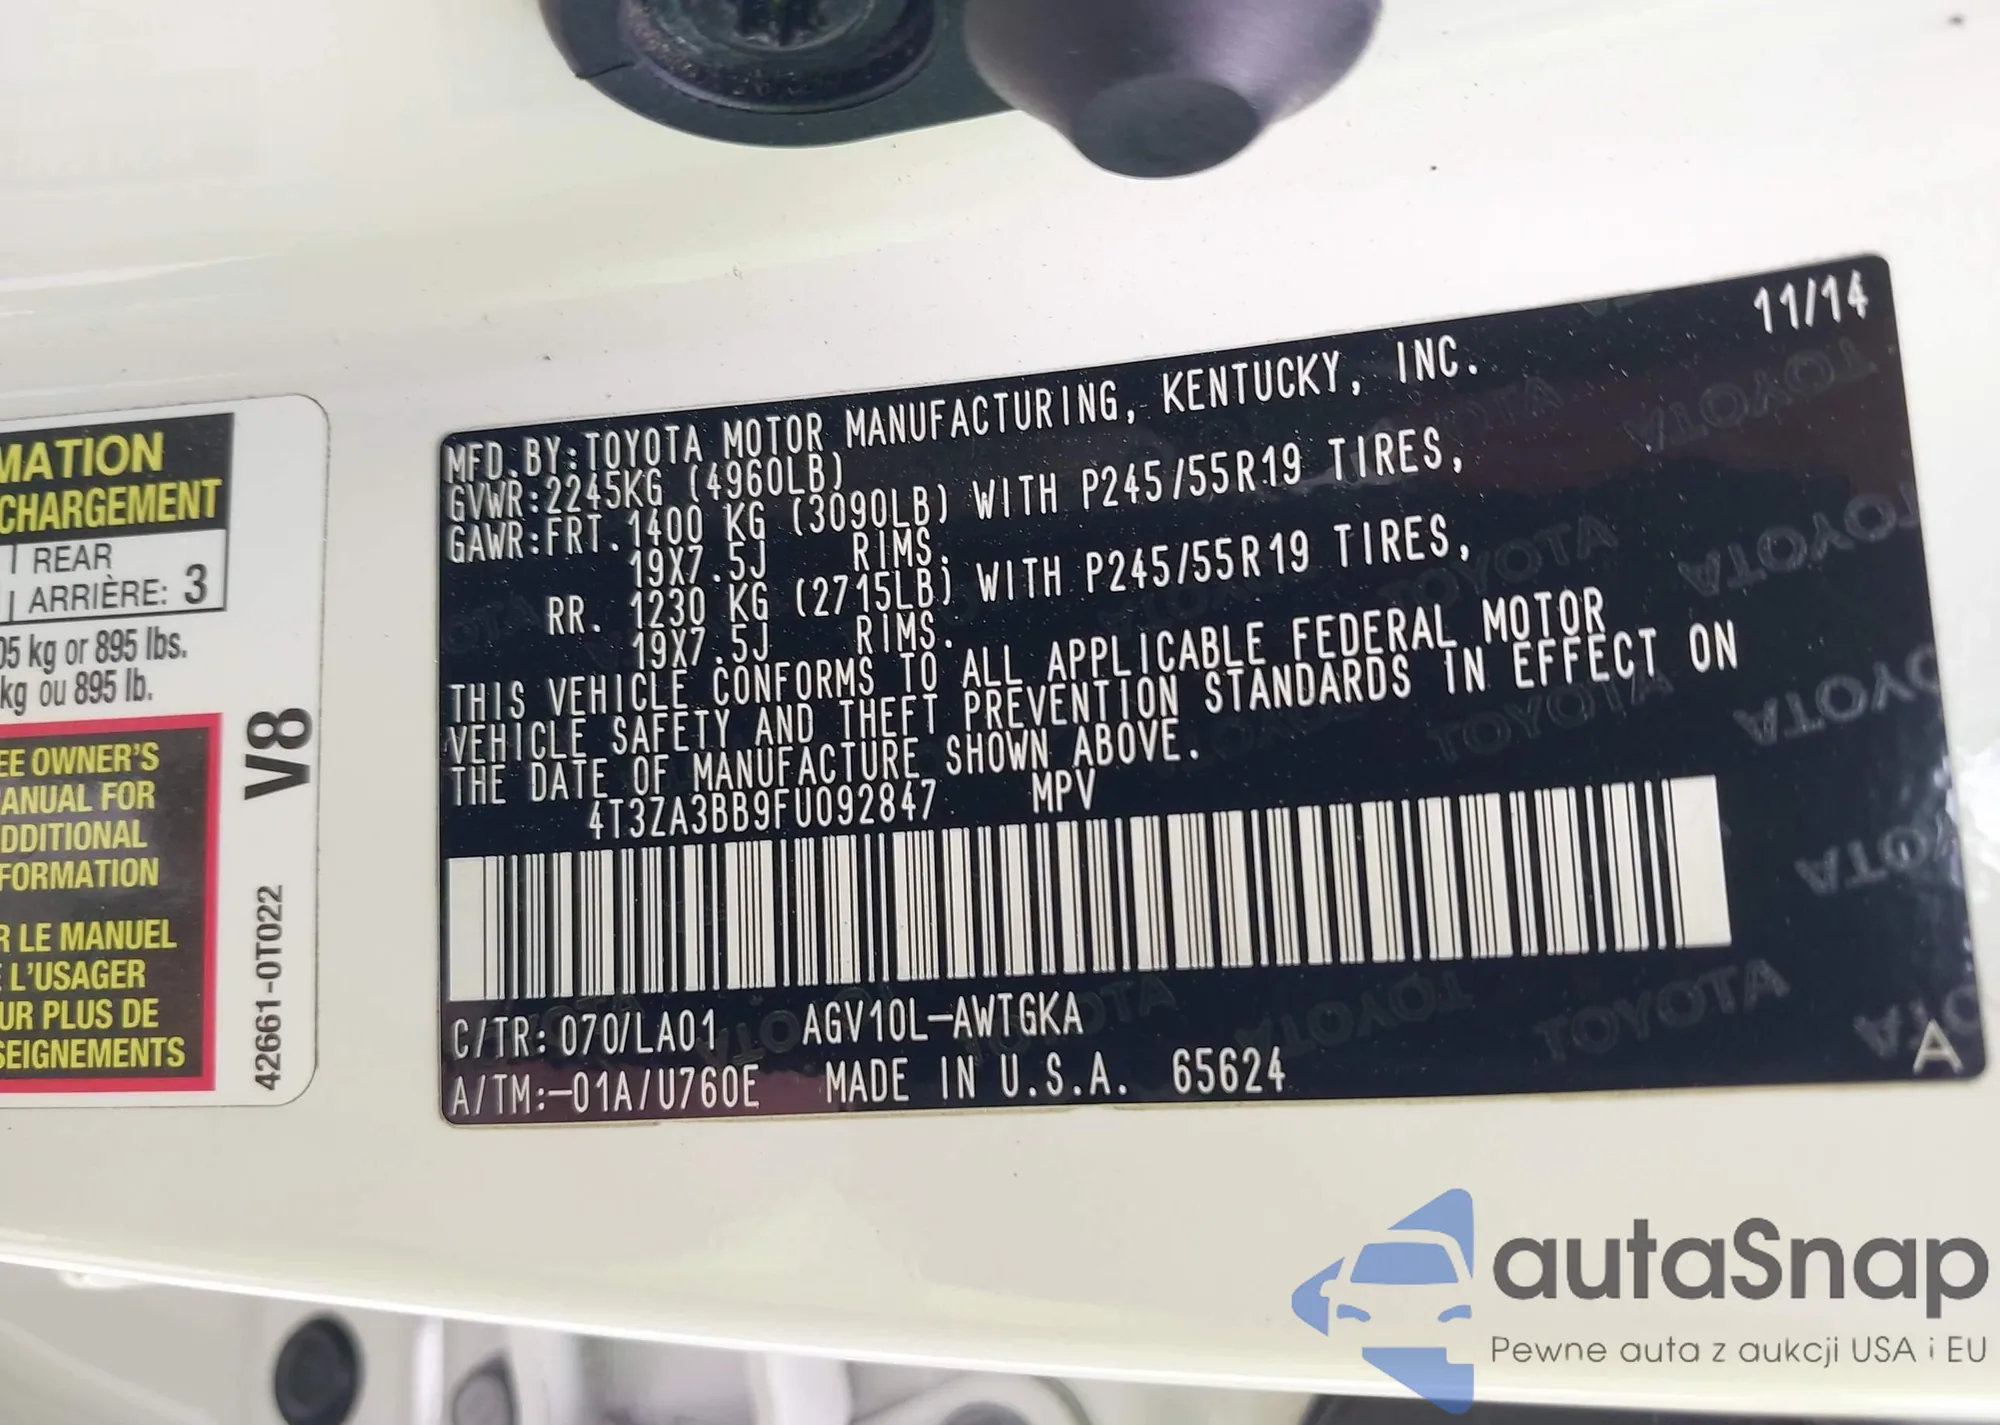 MATION
CHARGEMENT
REAR
ARRIÈRE: 3
05 kg or 895 lbs.
kg ou 895 lb.
EE OWNER'S
ANUAL FOR
DDITIONAL
FORMATION
R LE MANUEL
E L'USAGER
UR PLUS DE
SEIGNEMENTS
V8
42661-0T022
11/14
MFD.BY:TOYOTA MOTOR MANUFACTURING, KENTUCKY, INC.
GVWR:2245KG (4960LB)
GAWR:FRT. 1400 KG (3090LB) WITH P245/55R19 TIRES,
19X7.5J RIMS.
RR. 1230 KG (2715LB) WITH P245/55R19 TIRES,
19X7.5J RIMS.
THIS VEHICLE CONFORMS TO ALL APPLICABLE FEDERAL MOTOR
VEHICLE SAFETY AND THEFT PREVENTION STANDARDS IN EFFECT ON
THE DATE OF MANUFACTURE SHOWN ABOVE.
4T3ZA3BB9FU092847 MPV
C/TR: 070/LA01 AGV10L-AWTGKA
A/TM:-01A/U760E MADE IN U.S.A. 65624
A
autaSnap
Pewne auta z aukcji USA i EU